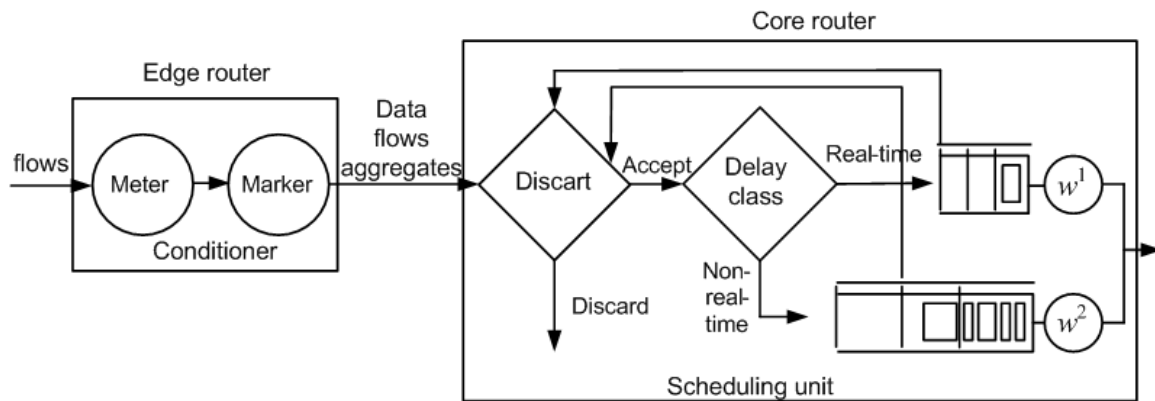 Core router
Edge router
Data
flows
aggregates
flows
Meter
Marker
Conditioner
Discart
Accept
Delay
class
Real-time
w¹
Non-
real-
time
Discard
w²
Scheduling unit